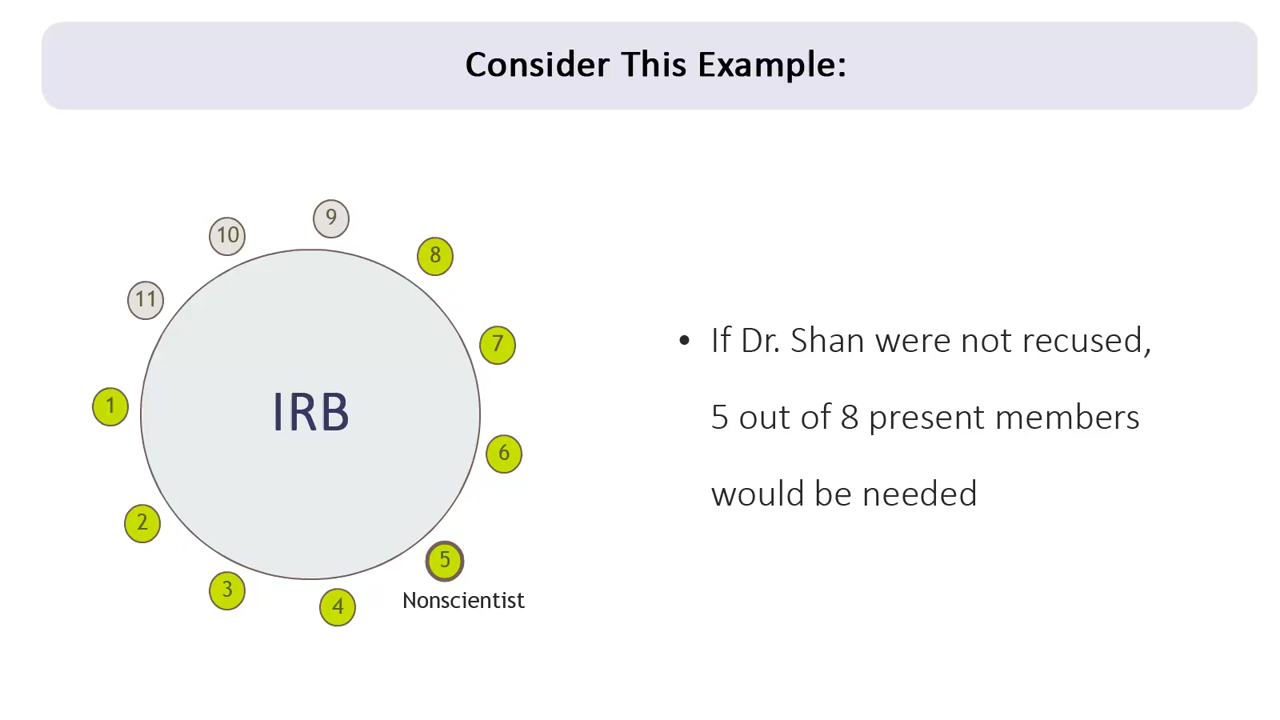 Consider This Example:
9
10
8
11
7
1
IRB
6
2
5
3
4
Nonscientist
• If Dr. Shan were not recused,
5 out of 8 present members
would be needed